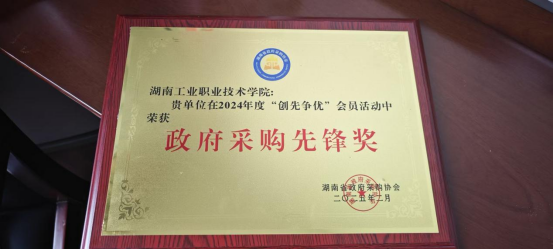 湖南工业职业技术学院:
贵单位在2024年度“创先争优”会员活动中
荣获
政府采购先锋奖
湖南省政府采购协会
二〇二五年二月